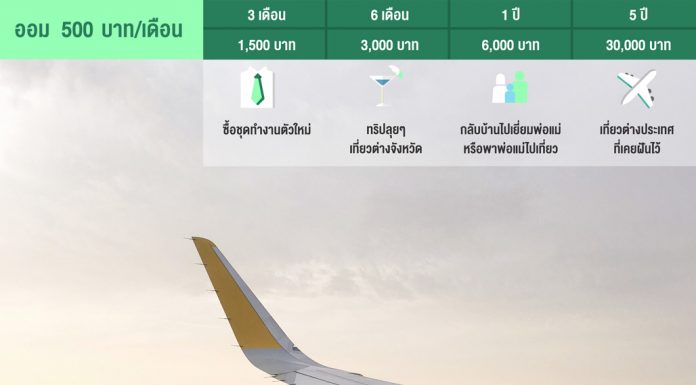 ออม 500 บาท/เดือน
3 เดือน 6 เดือน 1 ปี 5 ปี
1,500 บาท 3,000 บาท 6,000 บาท 30,000 บาท
ซื้อชุดทำงานตัวใหม่ ทริปลุยๆ กลับบ้านไปเยี่ยมพ่อแม่ เที่ยวต่างประเทศ
เที่ยวต่างจังหวัด หรือพาพ่อแม่ไปเที่ยว ที่เคยฝันไว้